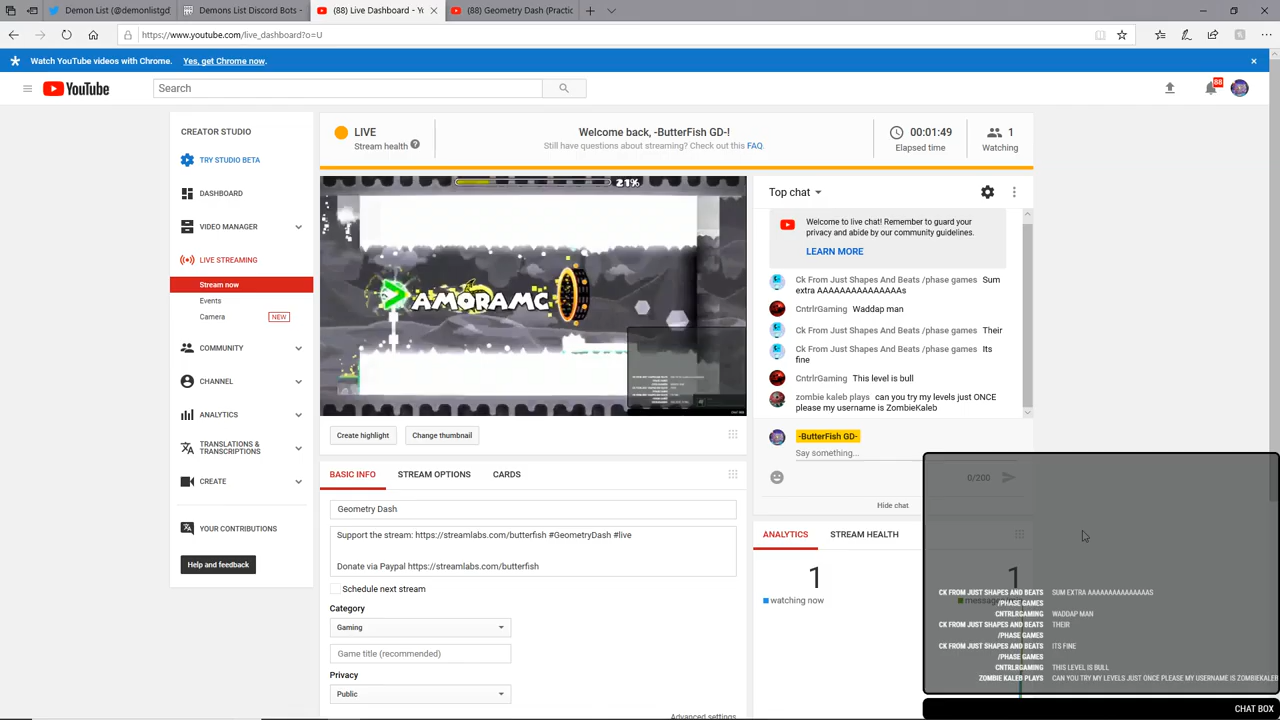 Demon List (@demonlistgd
Demons List Discord Bots -
(88) Live Dashboard - Yo
(88) Geometry Dash (Practic
https://www.youtube.com/live_dashboard?o=U
Watch YouTube videos with Chrome. Yes, get Chrome now.
YouTube
Search
88
CREATOR STUDIO
TRY STUDIO BETA
DASHBOARD
VIDEO MANAGER
LIVE STREAMING
Stream now
Events
Camera NEW
COMMUNITY
CHANNEL
ANALYTICS
TRANSLATIONS &
TRANSCRIPTIONS
CREATE
YOUR CONTRIBUTIONS
Help and feedback
LIVE
Stream health
Welcome back, -ButterFish GD-!
Still have questions about streaming? Check out this FAQ.
00:01:49
Elapsed time
1
Watching
21%
AMORAMC
Create highlight
Change thumbnail
BASIC INFO STREAM OPTIONS CARDS
Geometry Dash
Support the stream: https://streamlabs.com/butterfish #GeometryDash #live
Donate via Paypal https://streamlabs.com/butterfish
Schedule next stream
Category
Gaming
Game title (recommended)
Privacy
Public
Advanced settings
Top chat
Welcome to live chat! Remember to guard your
privacy and abide by our community guidelines.
LEARN MORE
Ck From Just Shapes And Beats /phase games Sum
extra AAAAAAAAAAAAAAAs
CntrlrGaming Waddap man
Ck From Just Shapes And Beats /phase games Their
Ck From Just Shapes And Beats /phase games Its
fine
CntrlrGaming This level is bull
zombie kaleb plays can you try my levels just ONCE
please my username is ZombieKaleb
-ButterFish GD-
Say something...
0/200
Hide chat
ANALYTICS STREAM HEALTH
1
watching now
1
CK FROM JUST SHAPES AND BEATS SUM EXTRA AAAAAAAAAAAAAAAS
/PHASE GAMES
CNTRLRGAMING WADDAP MAN
CK FROM JUST SHAPES AND BEATS THEIR
/PHASE GAMES
CK FROM JUST SHAPES AND BEATS ITS FINE
/PHASE GAMES
CNTRLRGAMING THIS LEVEL IS BULL
ZOMBIE KALEB PLAYS CAN YOU TRY MY LEVELS JUST ONCE PLEASE MY USERNAME IS ZOMBIEKALEB
CHAT BOX